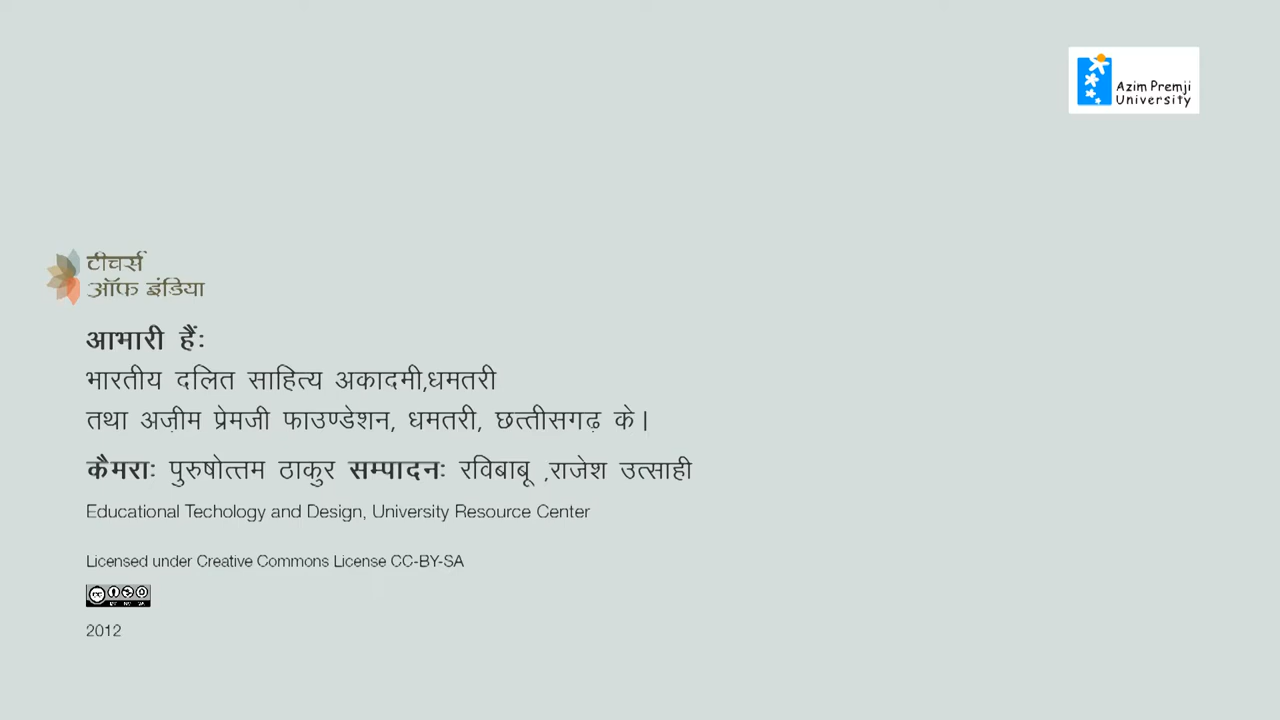 Azim Premji
University
टीचर्स
ऑफ इंडिया
आभारी हैं:
भारतीय दलित साहित्य अकादमी,धमतरी
तथा अज़ीम प्रेमजी फाउण्डेशन, धमतरी, छत्तीसगढ़ के।
कैमरा: पुरुषोत्तम ठाकुर सम्पादन: रविबाबू ,राजेश उत्साही
Educational Techology and Design, University Resource Center
Licensed under Creative Commons License CC-BY-SA
2012